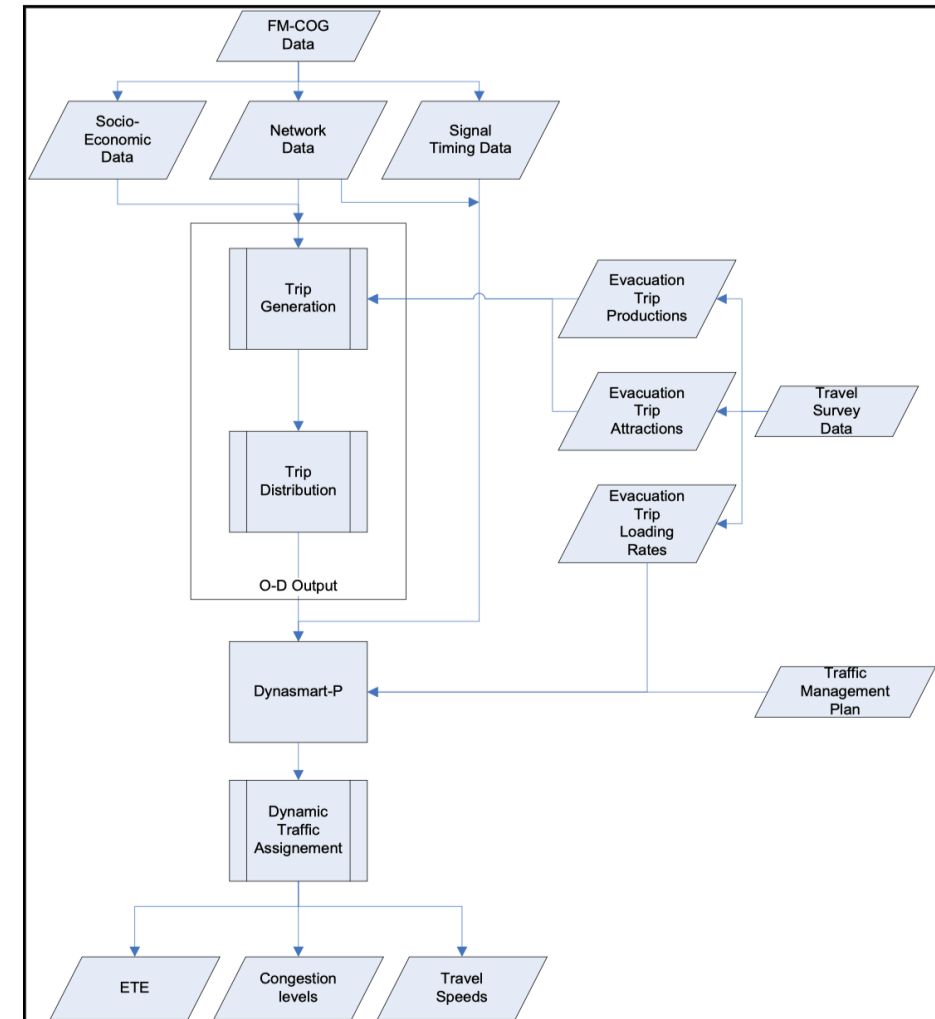 FM-COG
Data
Socio-
Economic
Data
Network
Data
Signal
Timing Data
Trip
Generation
Evacuation
Trip
Productions
Evacuation
Trip
Attractions
Travel
Survey
Data
Trip
Distribution
Evacuation
Trip
Loading
Rates
O-D Output
Dynasmart-P
Traffic
Management
Plan
Dynamic
Traffic
Assignement
ETE
Congestion
levels
Travel
Speeds